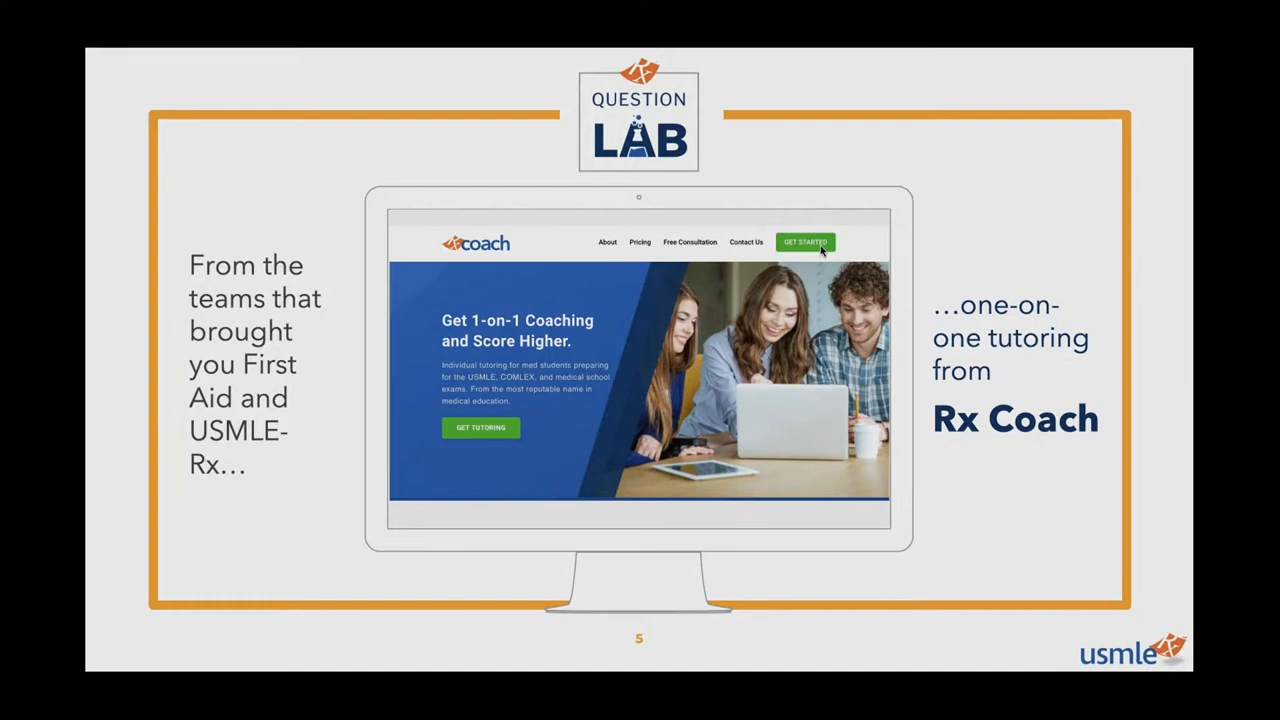 Rx
QUESTION
LAB
From the
teams that
brought
you First
Aid and
USMLE-
Rx...
rxcoach
About
Pricing
Free Consultation
Contact Us
GET STARTED
Get 1-on-1 Coaching
and Score Higher.
Individual tutoring for med students preparing
for the USMLE, COMLEX, and medical school
exams. From the most reputable name in
medical education.
GET TUTORING
…one-on-
one tutoring
from
Rx Coach
5
usmle Rx